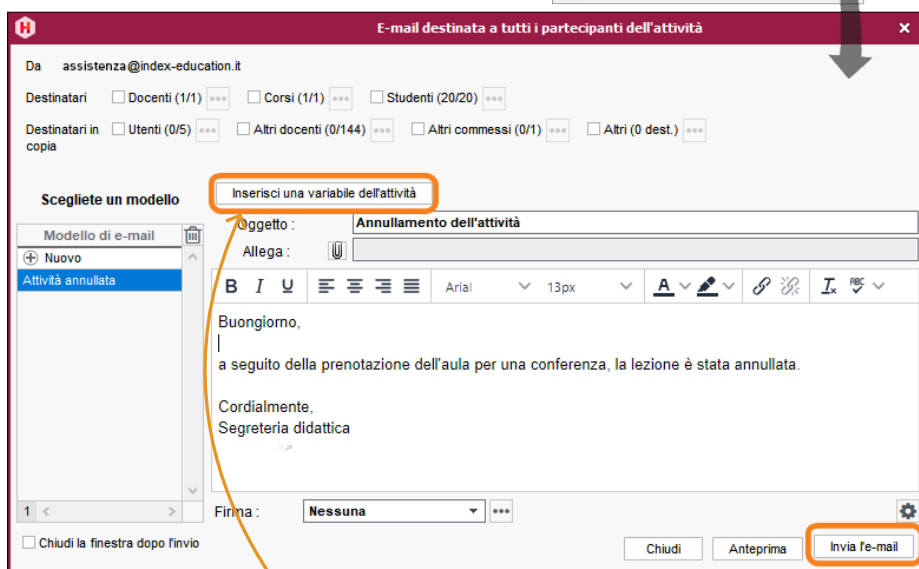 E-mail destinata a tutti i partecipanti dell'attività
Da assistenza@index-education.it
Destinatari Docenti (1/1) Corsi (1/1) Studenti (20/20)
Destinatari in copia Utenti (0/5) Altri docenti (0/144) Altri commessi (0/1) Altri (0 dest.)
Scegliete un modello
Inserisci una variabile dell'attività
Modello di e-mail
Nuovo
Attività annullata
Oggetto : Annullamento dell'attività
Allega :
B I U Arial 13px A Tx ABC
Buongiorno,
a seguito della prenotazione dell'aula per una conferenza, la lezione è stata annullata.
Cordialmente,
Segreteria didattica
1 < >
Firma : Nessuna
Chiudi la finestra dopo l'invio
Chiudi Anteprima Invia l'e-mail